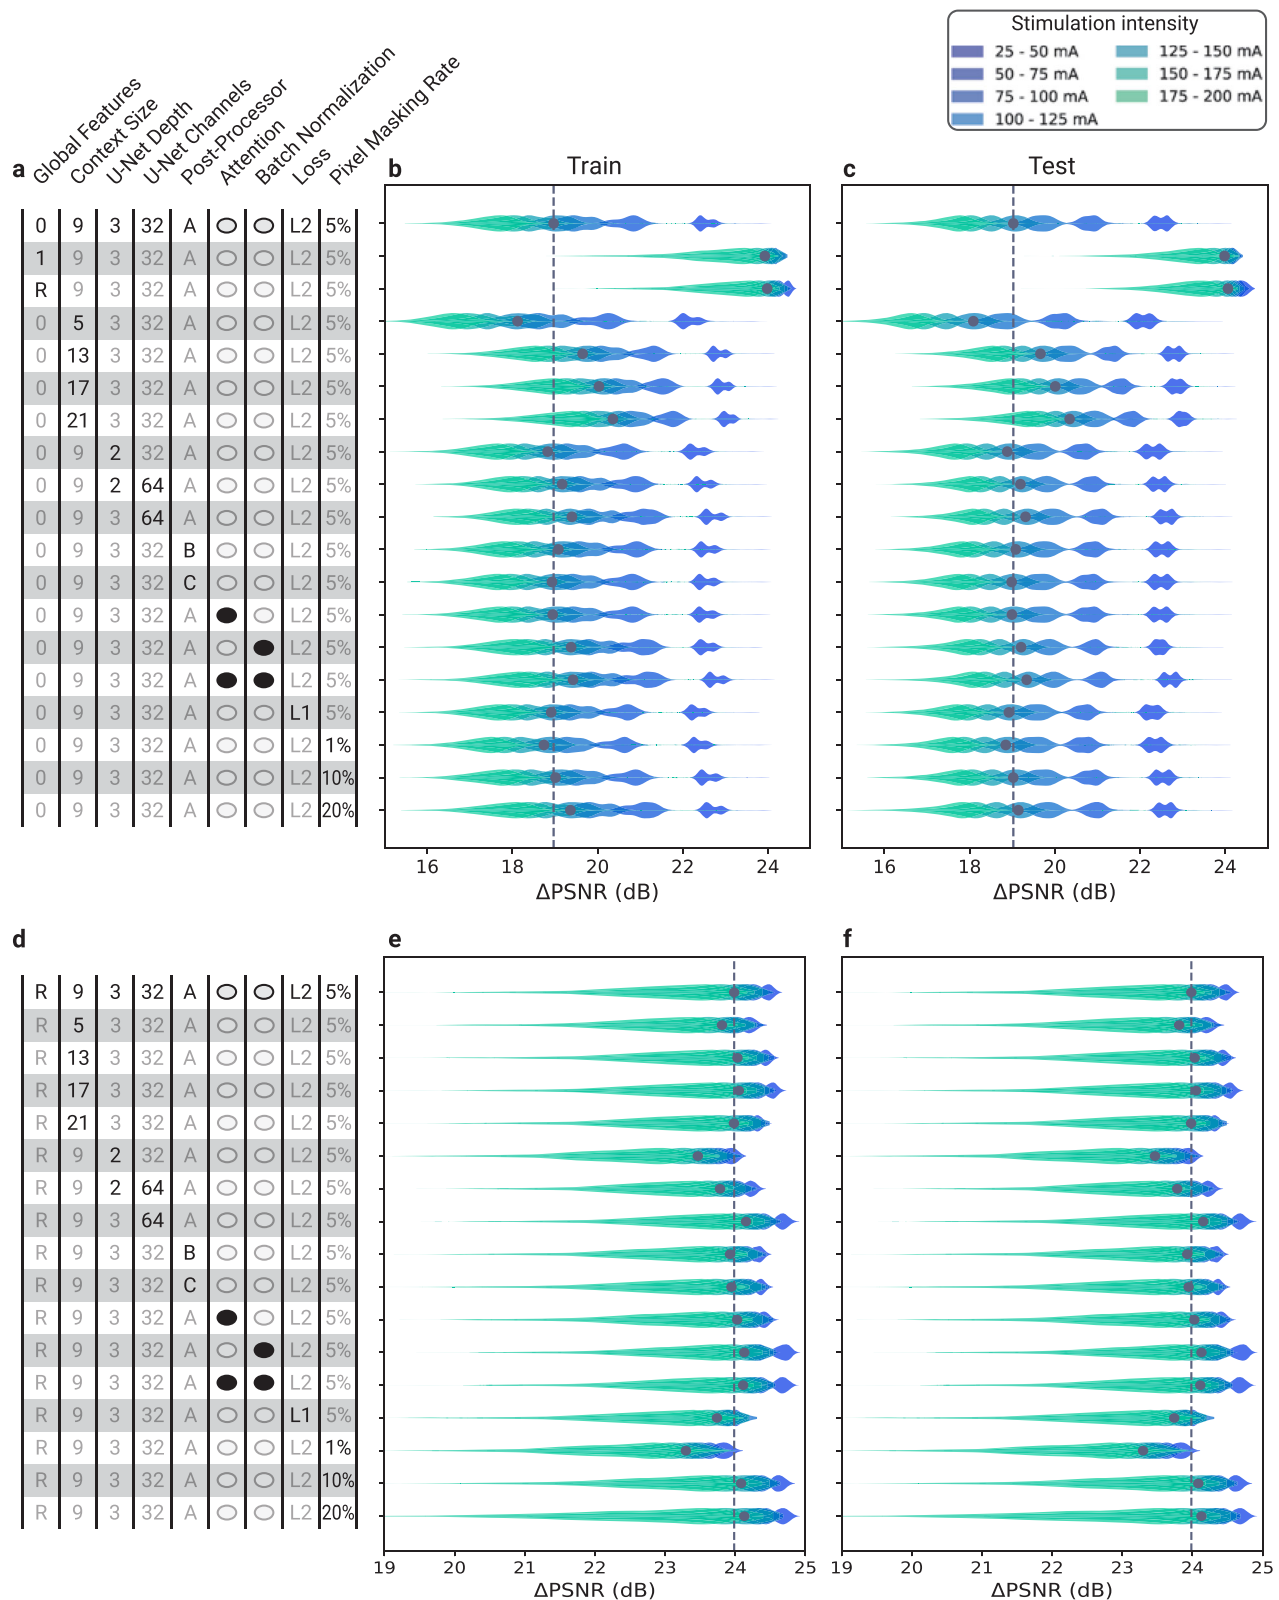 Stimulation intensity
25 - 50 mA 125 - 150 mA
50 - 75 mA 150 - 175 mA
75 - 100 mA 175 - 200 mA
100 - 125 mA
a
Global Features
Context Size
U-Net Depth
U-Net Channels
Post-Processor
Attention
Batch Normalization
Loss
Pixel Masking Rate
0 9 3 32 A L2 5%
1 9 3 32 A L2 5%
R 9 3 32 A L2 5%
0 5 3 32 A L2 5%
0 13 3 32 A L2 5%
0 17 3 32 A L2 5%
0 21 3 32 A L2 5%
0 9 2 32 A L2 5%
0 9 2 64 A L2 5%
0 9 3 64 A L2 5%
0 9 3 32 B L2 5%
0 9 3 32 C L2 5%
0 9 3 32 A L2 5%
0 9 3 32 A L2 5%
0 9 3 32 A L2 5%
0 9 3 32 A L1 5%
0 9 3 32 A L2 1%
0 9 3 32 A L2 10%
0 9 3 32 A L2 20%
b
Train
16 18 20 22 24
ΔPSNR (dB)
c
Test
16 18 20 22 24
ΔPSNR (dB)
d
R 9 3 32 A L2 5%
R 5 3 32 A L2 5%
R 13 3 32 A L2 5%
R 17 3 32 A L2 5%
R 21 3 32 A L2 5%
R 9 2 32 A L2 5%
R 9 2 64 A L2 5%
R 9 3 64 A L2 5%
R 9 3 32 B L2 5%
R 9 3 32 C L2 5%
R 9 3 32 A L2 5%
R 9 3 32 A L2 5%
R 9 3 32 A L2 5%
R 9 3 32 A L1 5%
R 9 3 32 A L2 1%
R 9 3 32 A L2 10%
R 9 3 32 A L2 20%
e
19 20 21 22 23 24 25
ΔPSNR (dB)
f
19 20 21 22 23 24 25
ΔPSNR (dB)